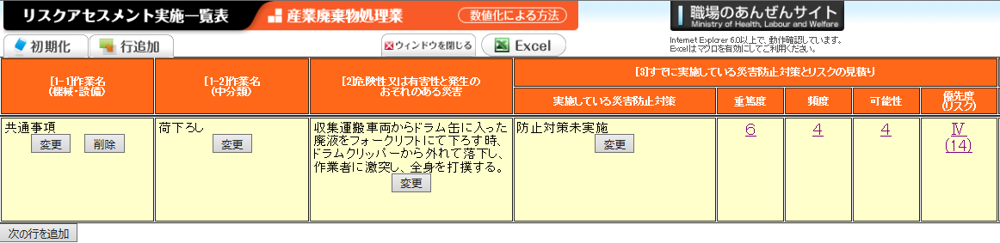 リスクアセスメント実施一覧表
産業廃棄物処理業
数値化による方法
職場のあんぜんサイト
Ministry of Health, Labour and Welfare
初期化
行追加
ウィンドウを閉じる
Excel
Internet Explorer 6.0以上で、動作確認しています。
Excelはマクロを有効にしてご利用ください。
[1-1]作業名
(機械・設備)
[1-2]作業名
(中分類)
[2]危険性又は有害性と発生の
おそれのある災害
[3]すでに実施している災害防止対策とリスクの見積り
実施している災害防止対策
重篤度
頻度
可能性
優先度
(リスク)
共通事項
変更
削除
荷下ろし
変更
収集運搬車両からドラム缶に入った
廃液をフォークリフトにて下ろす時、
ドラムクリッパーから外れて落下し、
作業者に激突し、全身を打撲する。
変更
防止対策未実施
変更
6
4
4
Ⅳ
(14)
次の行を追加